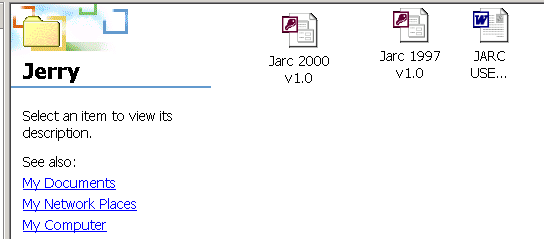 Jerry
Select an item to view its
description.
See also:
My Documents
My Network Places
My Computer
Jarc 2000
v1.0
Jarc 1997
v1.0
JARC
USE...